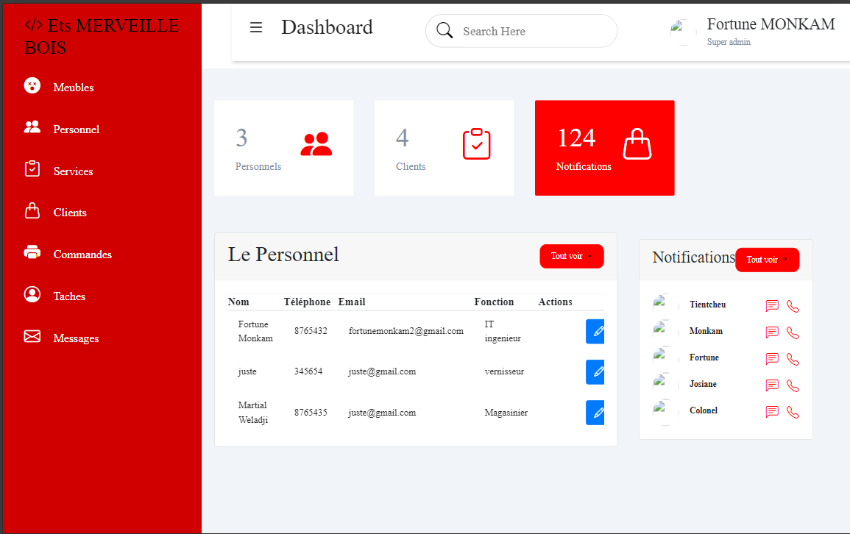 </> Ets MERVEILLE
BOIS
Meubles
Personnel
Services
Clients
Commandes
Taches
Messages
Dashboard
Search Here
Fortune MONKAM
Super admin
3
Personnels
4
Clients
124
Notifications
Le Personnel
Tout voir
Nom Téléphone Email Fonction Actions
Fortune
Monkam
8765432
fortunemonkam2@gmail.com
IT
ingenieur
juste
345654
juste@gmail.com
vernisseur
Martial
Weladji
8765435
juste@gmail.com
Magasinier
Notifications
Tout voir
Tientcheu
Monkam
Fortune
Josiane
Colonel